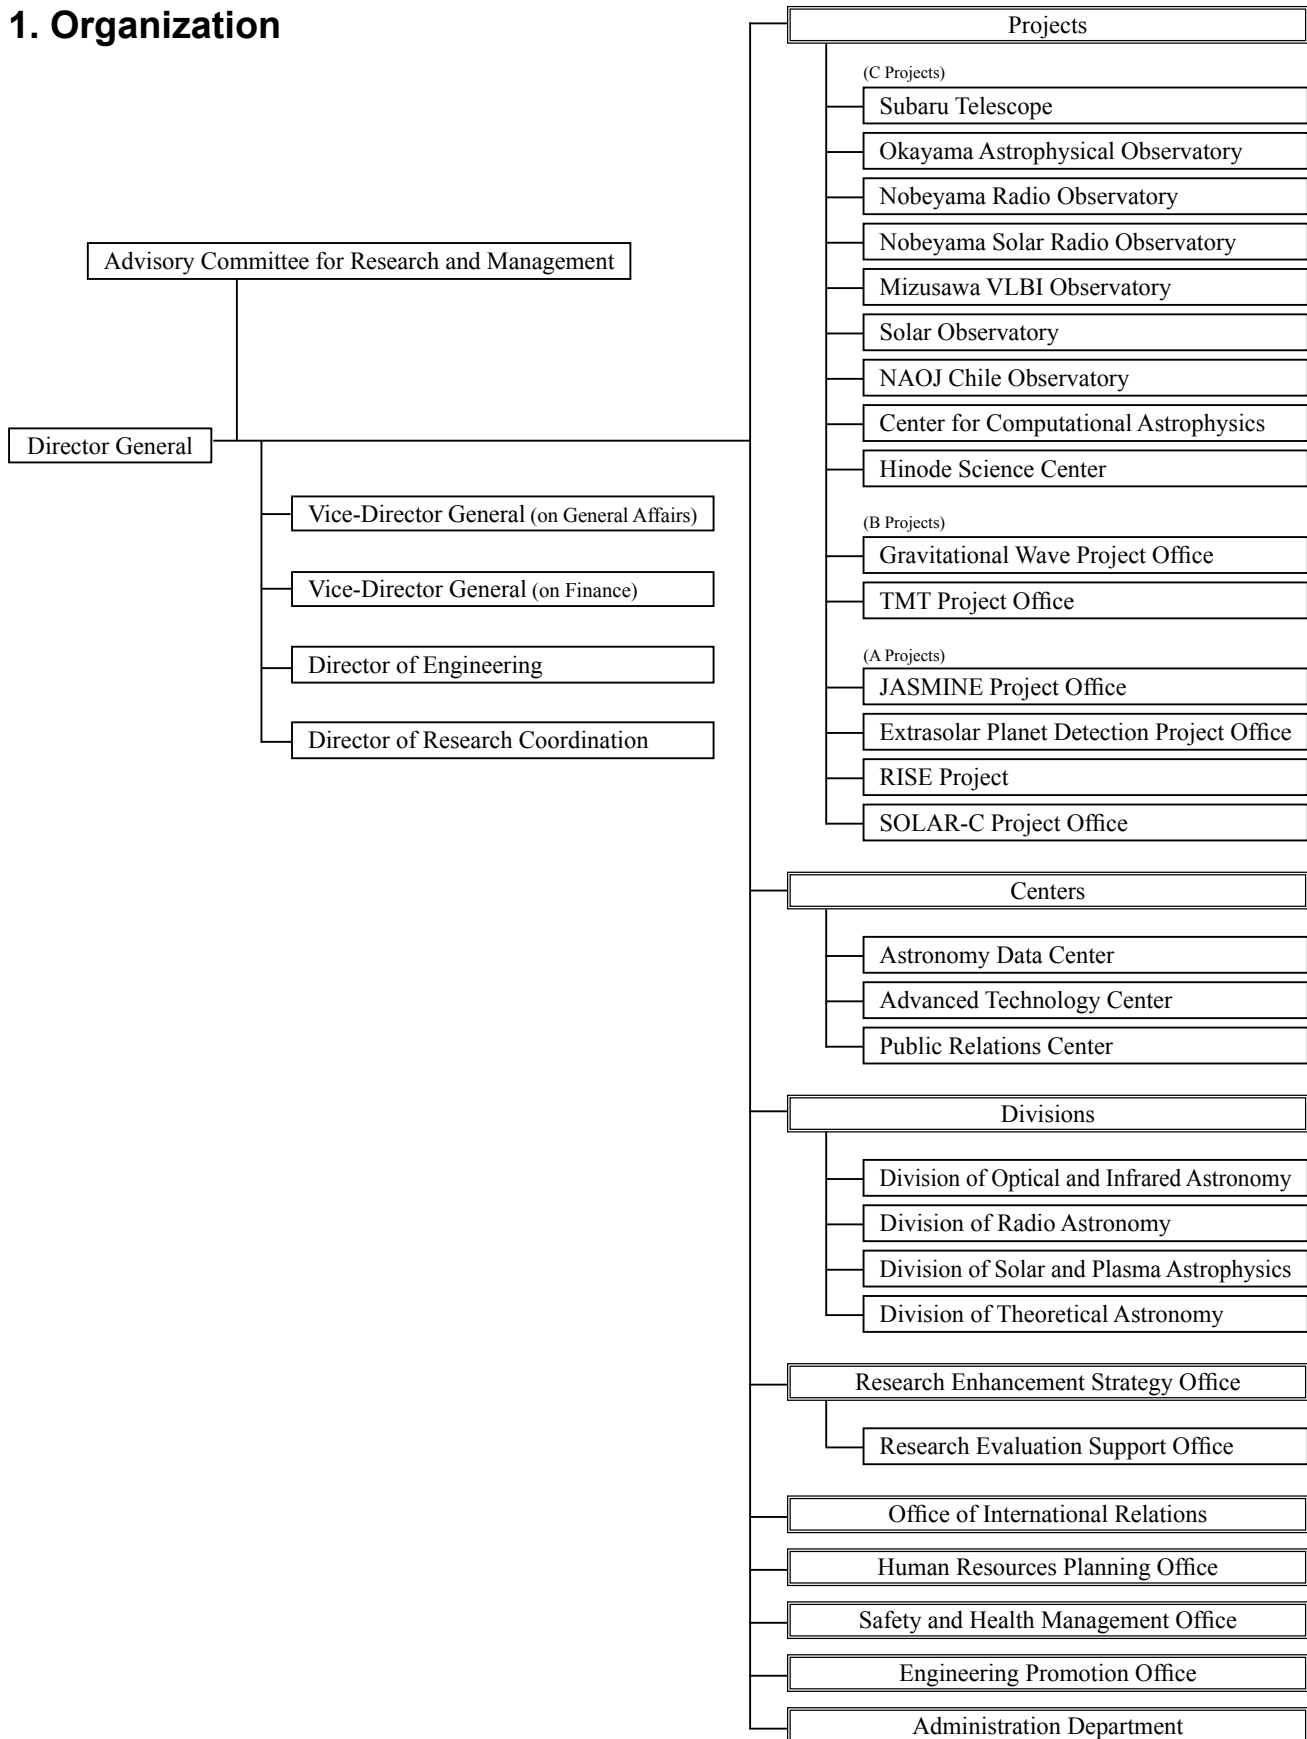 1. Organization
Advisory Committee for Research and Management
Director General
Vice-Director General (on General Affairs)
Vice-Director General (on Finance)
Director of Engineering
Director of Research Coordination
Projects
(C Projects)
Subaru Telescope
Okayama Astrophysical Observatory
Nobeyama Radio Observatory
Nobeyama Solar Radio Observatory
Mizusawa VLBI Observatory
Solar Observatory
NAOJ Chile Observatory
Center for Computational Astrophysics
Hinode Science Center
(B Projects)
Gravitational Wave Project Office
TMT Project Office
(A Projects)
JASMINE Project Office
Extrasolar Planet Detection Project Office
RISE Project
SOLAR-C Project Office
Centers
Astronomy Data Center
Advanced Technology Center
Public Relations Center
Divisions
Division of Optical and Infrared Astronomy
Division of Radio Astronomy
Division of Solar and Plasma Astrophysics
Division of Theoretical Astronomy
Research Enhancement Strategy Office
Research Evaluation Support Office
Office of International Relations
Human Resources Planning Office
Safety and Health Management Office
Engineering Promotion Office
Administration Department